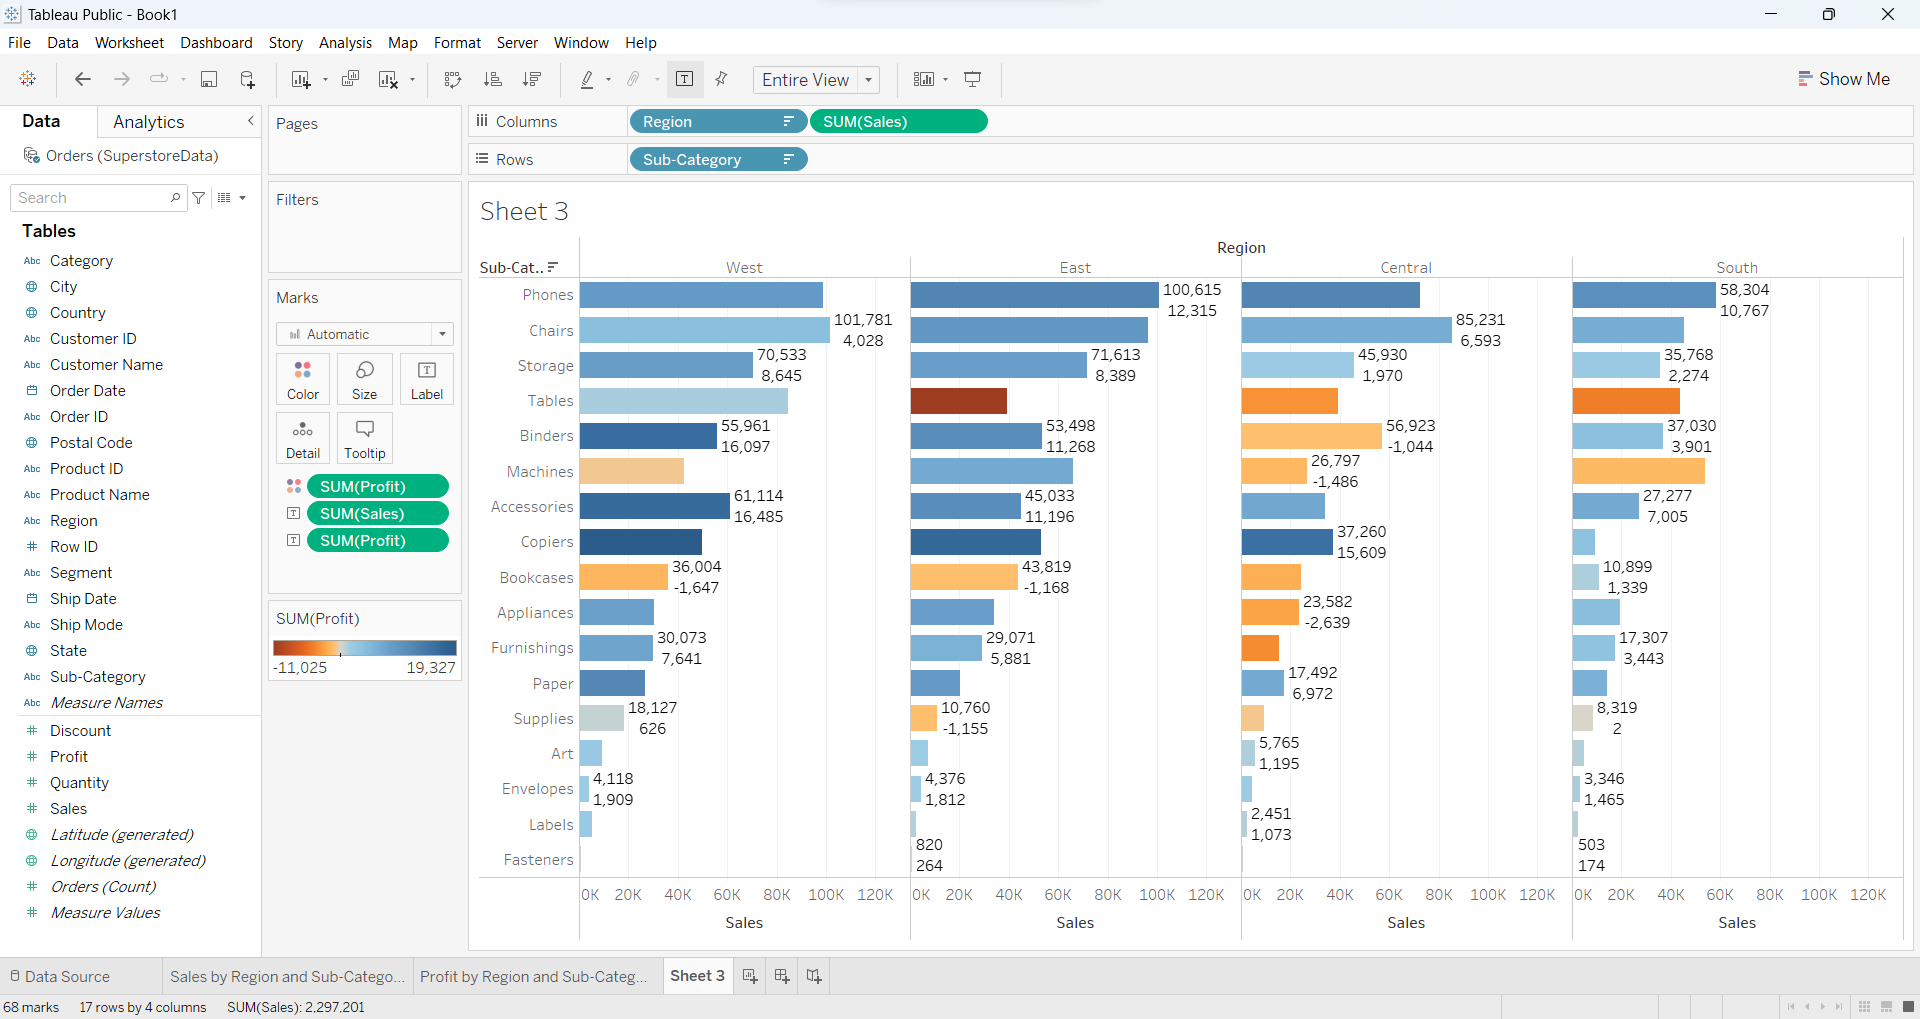 Tableau Public - Book1
File Data Worksheet Dashboard Story Analysis Map Format Server Window Help
T Entire View Show Me
Data Analytics
Orders (SuperstoreData)
Search
Tables
Abc Category
City
Country
Abc Customer ID
Abc Customer Name
Order Date
Abc Order ID
Postal Code
Abc Product ID
Abc Product Name
Abc Region
# Row ID
Abc Segment
Ship Date
Abc Ship Mode
State
Abc Sub-Category
Abc Measure Names
# Discount
# Profit
# Quantity
# Sales
Latitude (generated)
Longitude (generated)
# Orders (Count)
# Measure Values
Pages
Filters
Marks
Automatic
Color Size T Label
Detail Tooltip
SUM(Profit)
T SUM(Sales)
T SUM(Profit)
SUM(Profit)
-11,025 19,327
Columns Region SUM(Sales)
Rows Sub-Category
Sheet 3
Region
Sub-Cat.. West East Central South
Phones 100,615 58,304
12,315 10,767
Chairs 101,781 85,231
4,028 6,593
Storage 70,533 71,613 45,930 35,768
8,645 8,389 1,970 2,274
Tables
Binders 55,961 53,498 56,923 37,030
16,097 11,268 -1,044 3,901
Machines 26,797
-1,486
Accessories 61,114 45,033 27,277
16,485 11,196 7,005
Copiers 37,260
15,609
Bookcases 36,004 43,819 10,899
-1,647 -1,168 1,339
Appliances 23,582
-2,639
Furnishings 30,073 29,071 17,307
7,641 5,881 3,443
Paper 17,492
6,972
Supplies 18,127 10,760 8,319
626 -1,155 2
Art 5,765
1,195
Envelopes 4,118 4,376 3,346
1,909 1,812 1,465
Labels 2,451
1,073
Fasteners 820 503
264 174
0K 20K 40K 60K 80K 100K 120K 0K 20K 40K 60K 80K 100K 120K 0K 20K 40K 60K 80K 100K 120K 0K 20K 40K 60K 80K 100K 120K
Sales Sales Sales Sales
Data Source Sales by Region and Sub-Catego... Profit by Region and Sub-Categ... Sheet 3
68 marks 17 rows by 4 columns SUM(Sales): 2,297,201